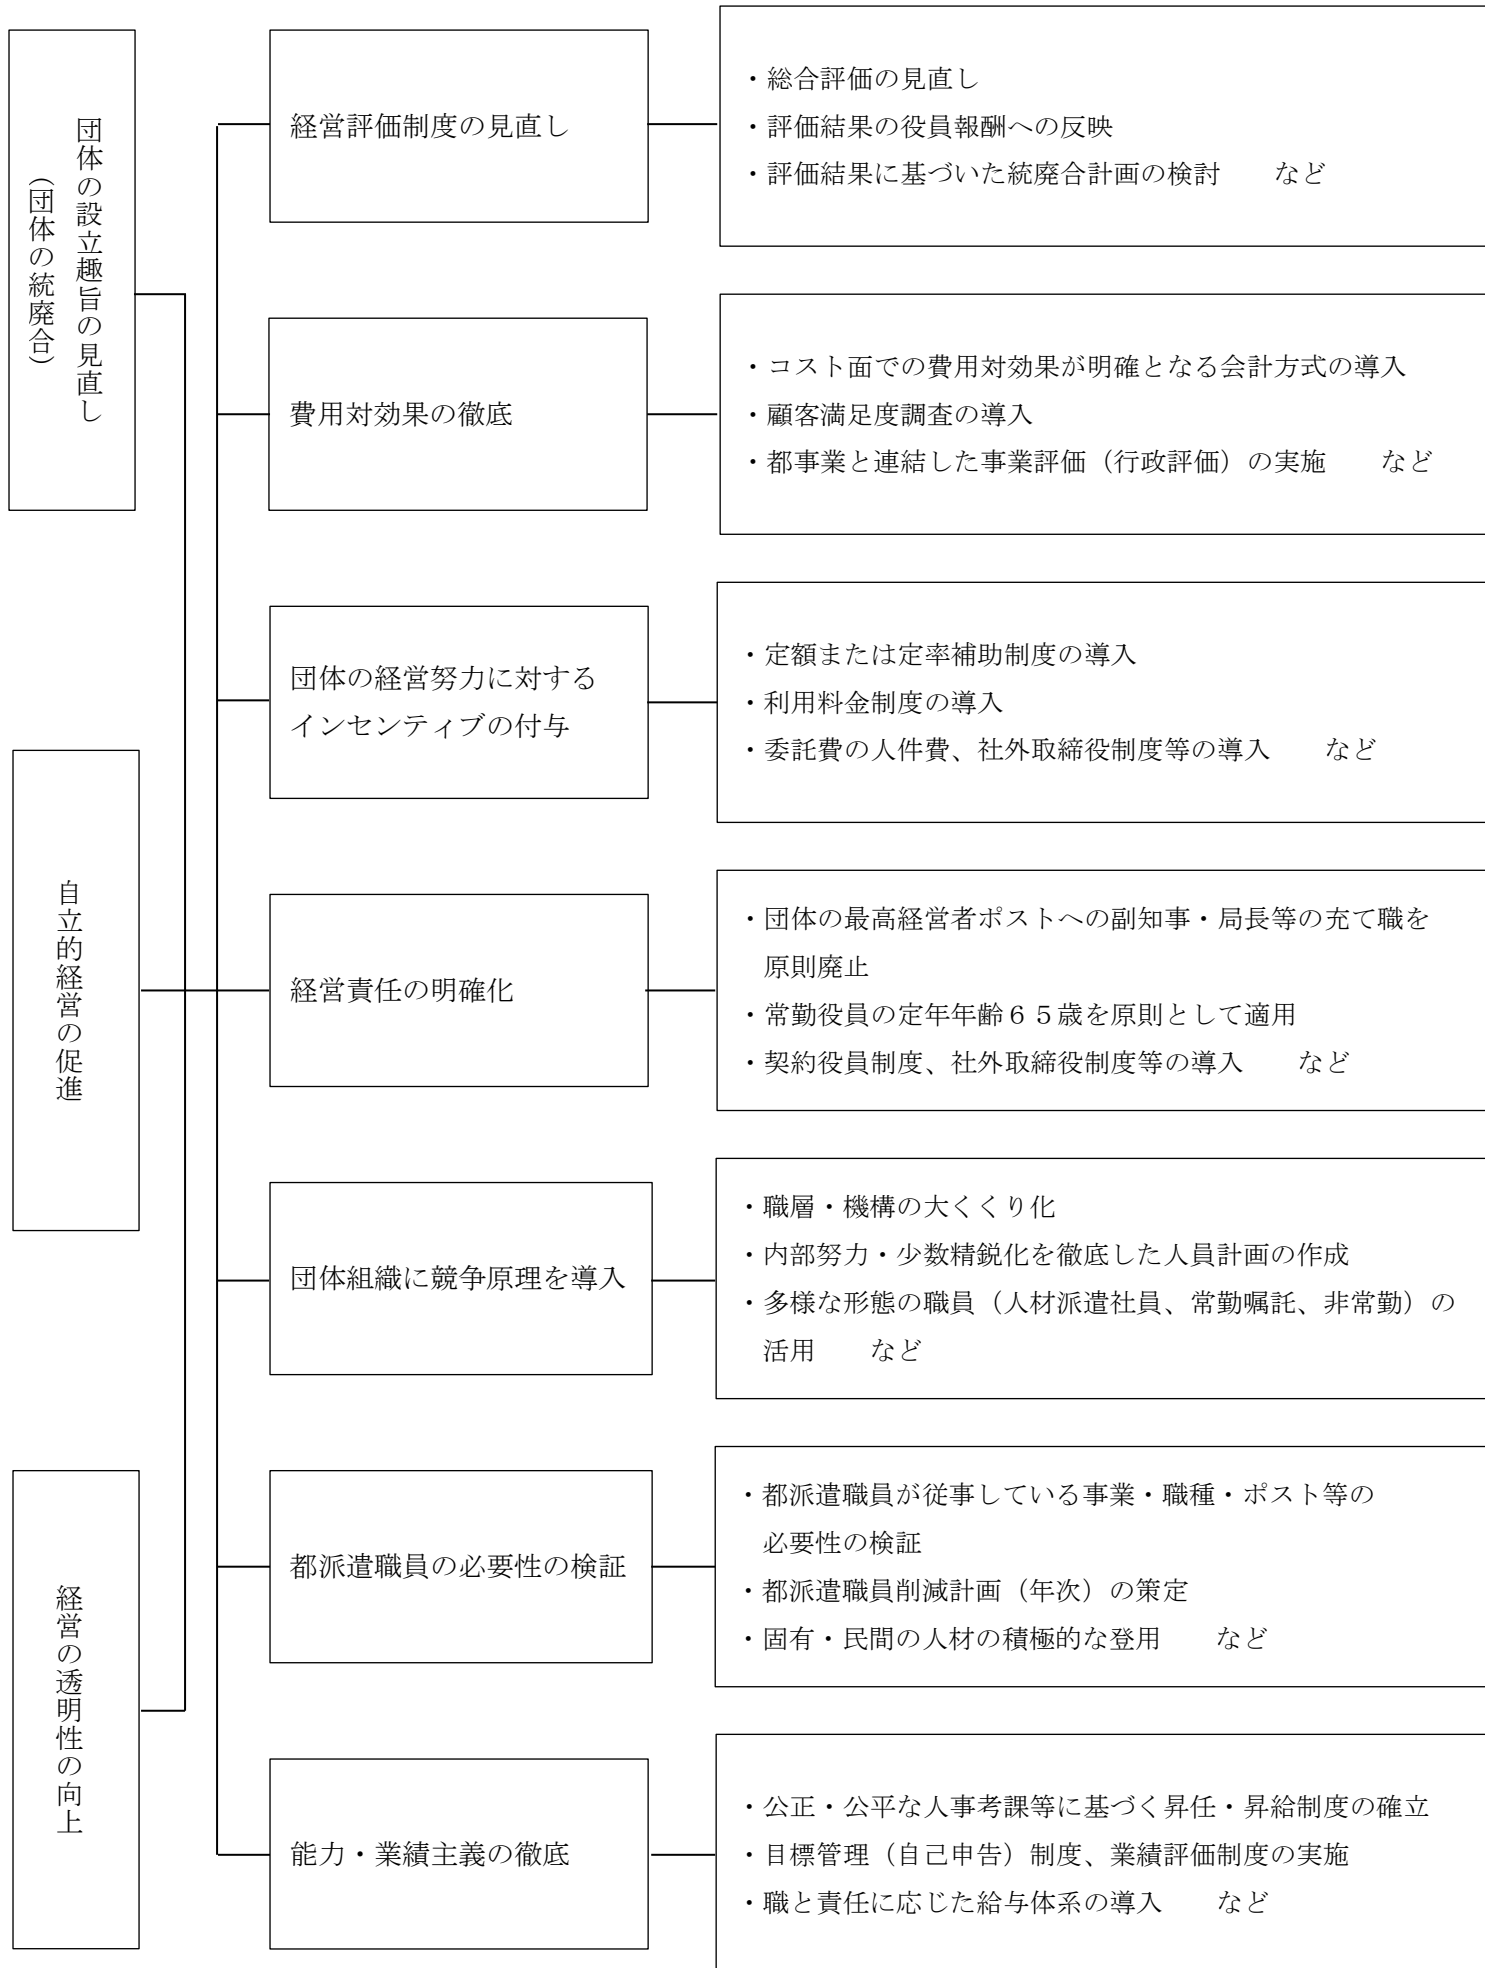 団体の設立趣旨の見直し
(団体の統廃合)
自立的経営の促進
経営の透明性の向上
経営評価制度の見直し
・総合評価の見直し
・評価結果の役員報酬への反映
・評価結果に基づいた統廃合計画の検討　　など
費用対効果の徹底
・コスト面での費用対効果が明確となる会計方式の導入
・顧客満足度調査の導入
・都事業と連結した事業評価（行政評価）の実施　　など
団体の経営努力に対する
インセンティブの付与
・定額または定率補助制度の導入
・利用料金制度の導入
・委託費の人件費、社外取締役制度等の導入　　など
経営責任の明確化
・団体の最高経営者ポストへの副知事・局長等の充て職を
原則廃止
・常勤役員の定年年齢６５歳を原則として適用
・契約役員制度、社外取締役制度等の導入　　など
団体組織に競争原理を導入
・職層・機構の大くくり化
・内部努力・少数精鋭化を徹底した人員計画の作成
・多様な形態の職員（人材派遣社員、常勤嘱託、非常勤）の
活用　　など
都派遣職員の必要性の検証
・都派遣職員が従事している事業・職種・ポスト等の
必要性の検証
・都派遣職員削減計画（年次）の策定
・固有・民間の人材の積極的な登用　　など
能力・業績主義の徹底
・公正・公平な人事考課等に基づく昇任・昇給制度の確立
・目標管理（自己申告）制度、業績評価制度の実施
・職と責任に応じた給与体系の導入　　など